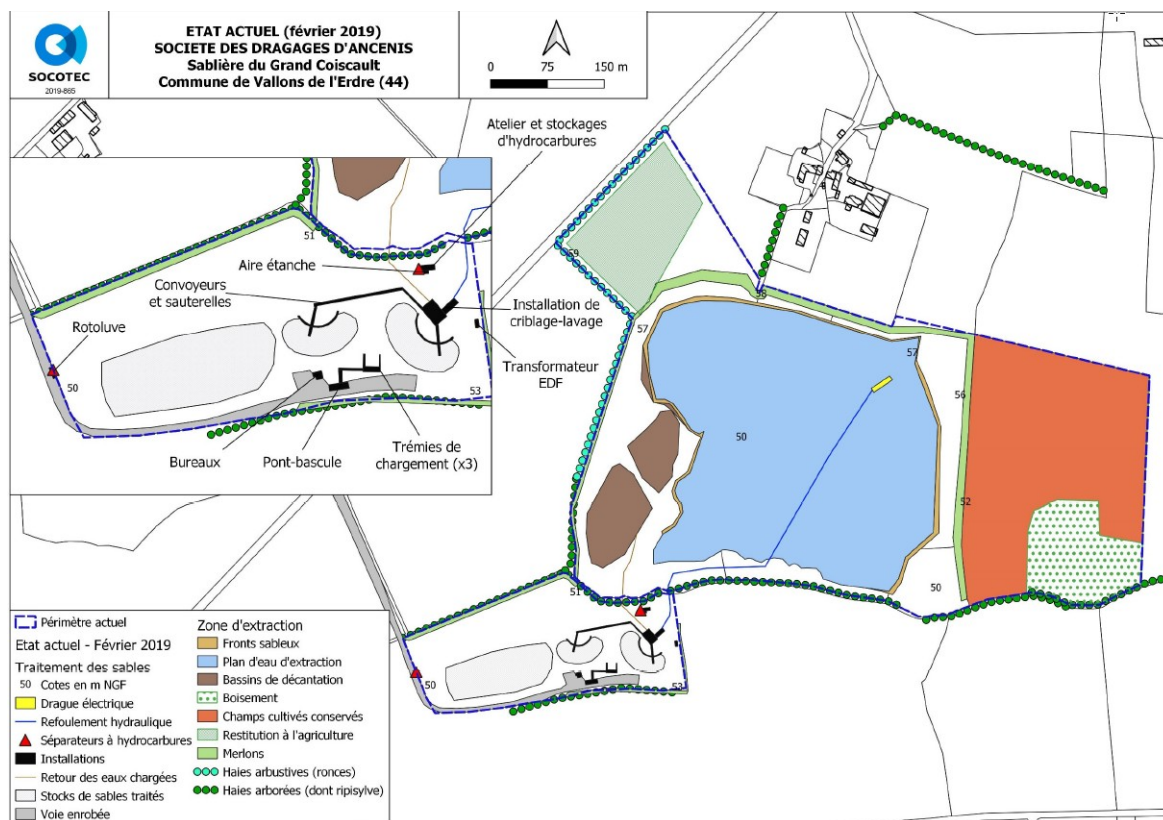 SOCOTEC
2019-865
ETAT ACTUEL (février 2019)
SOCIETE DES DRAGAGES D'ANCENIS
Sablière du Grand Coiscault
Commune de Vallons de l'Erdre (44)
0 75 150 m
Atelier et stockages
d'hydrocarbures
51
Aire étanche
Convoyeurs
et sauterelles
Rotoluve
50
Installation de
criblage-lavage
Transformateur
EDF
53
Bureaux
Pont-bascule
Trémies de
chargement (x3)
59
58
57
57
56
50
52
50
51
50
53
Périmètre actuel
Etat actuel - Février 2019
Traitement des sables
50 Cotes en m NGF
Drague électrique
Refoulement hydraulique
Séparateurs à hydrocarbures
Installations
Retour des eaux chargées
Stocks de sables traités
Voie enrobée
Zone d'extraction
Fronts sableux
Plan d'eau d'extraction
Bassins de décantation
Boisement
Champs cultivés conservés
Restitution à l'agriculture
Merlons
Haies arbustives (ronces)
Haies arborées (dont ripisylve)